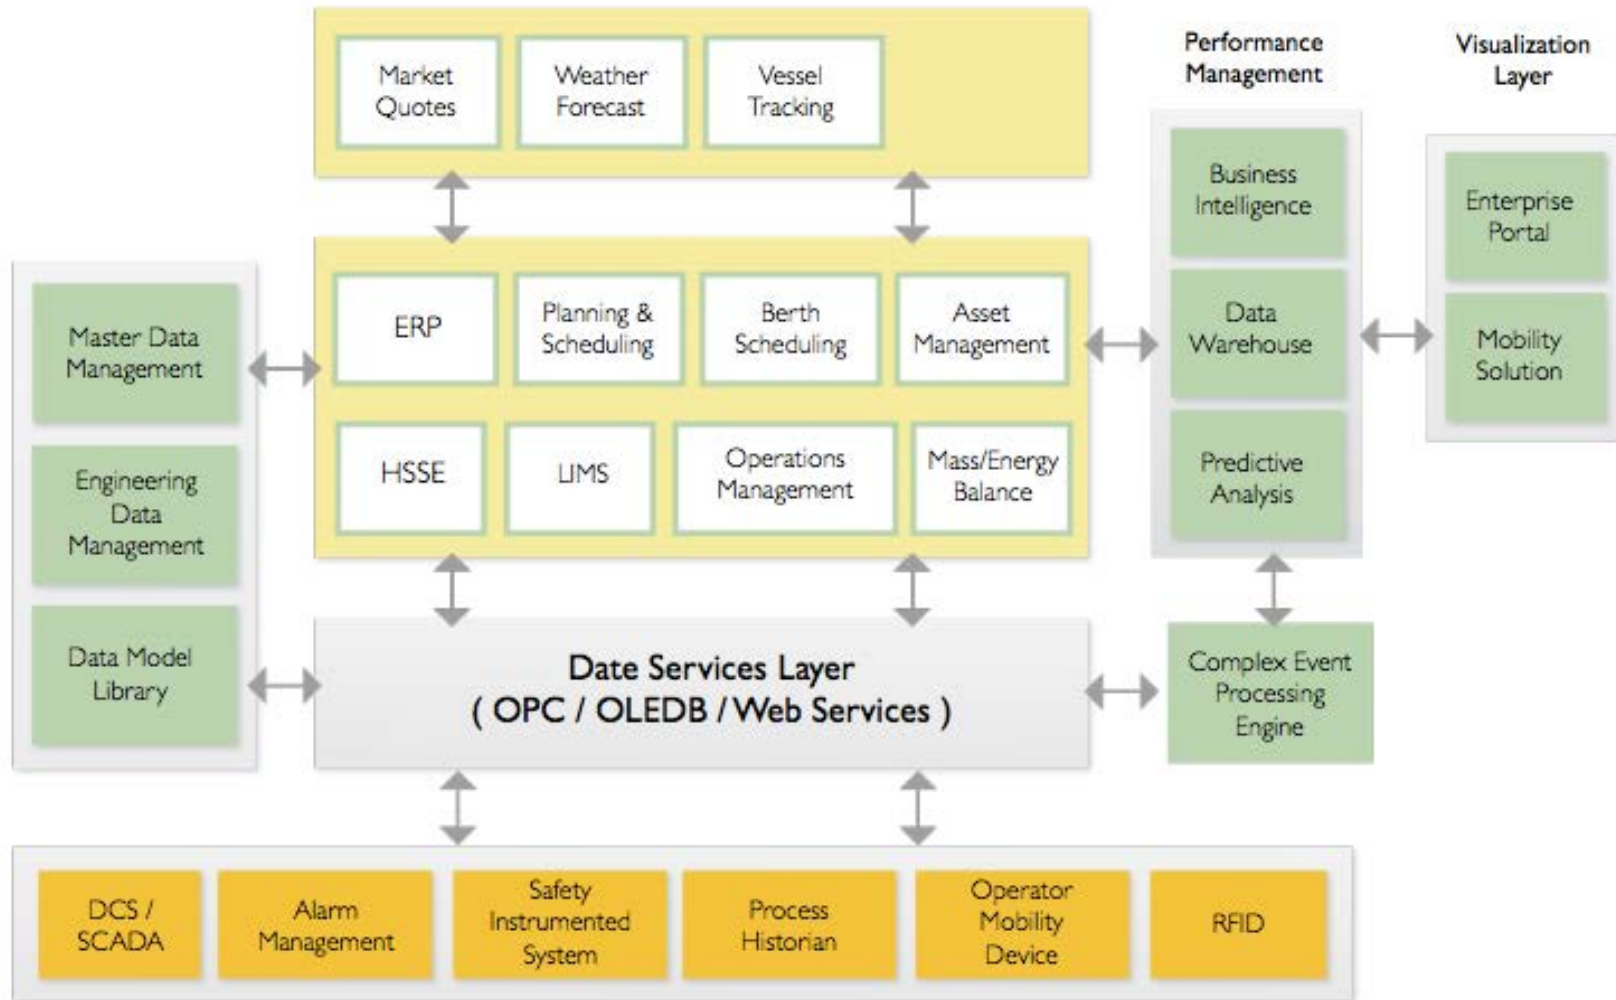 Market
Quotes
Weather
Forecast
Vessel
Tracking
Performance
Management
Visualization
Layer
Business
Intelligence
Enterprise
Portal
Master Data
Management
ERP
Planning &
Scheduling
Berth
Scheduling
Asset
Management
Data
Warehouse
Mobility
Solution
Engineering
Data
Management
HSSE
LIMS
Operations
Management
Mass/Energy
Balance
Predictive
Analysis
Data Model
Library
Date Services Layer
( OPC / OLEDB / Web Services )
Complex Event
Processing
Engine
DCS /
SCADA
Alarm
Management
Safety
Instrumented
System
Process
Historian
Operator
Mobility
Device
RFID